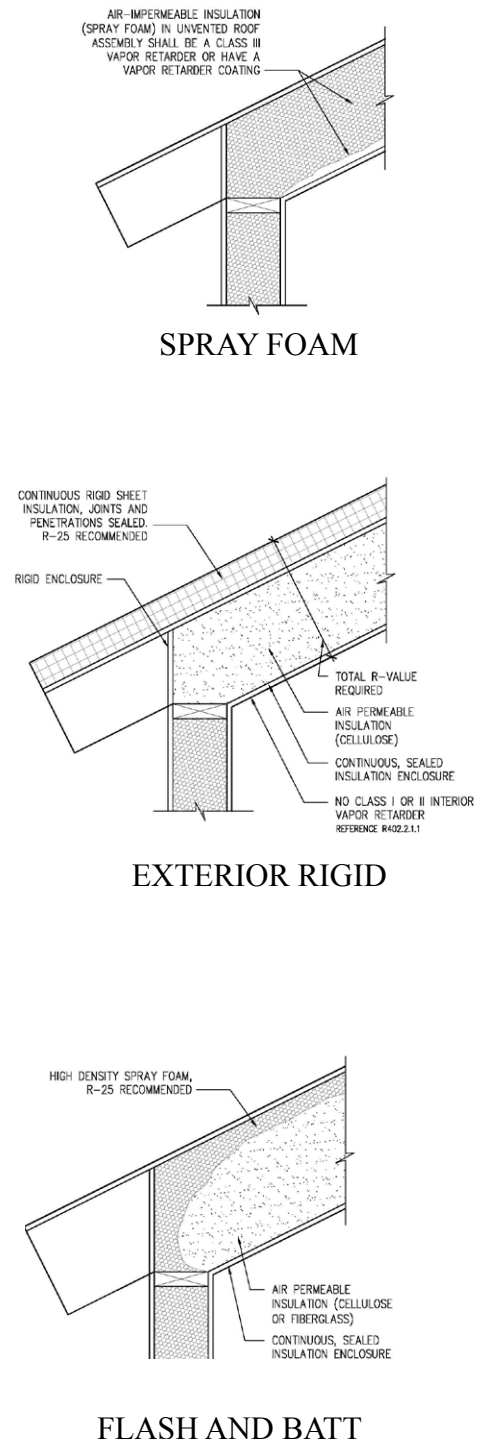 AIR-IMPERMEABLE INSULATION
(SPRAY FOAM) IN UNVENTED ROOF
ASSEMBLY SHALL BE A CLASS III
VAPOR RETARDER OR HAVE A
VAPOR RETARDER COATING
SPRAY FOAM
CONTINUOUS RIGID SHEET
INSULATION, JOINTS AND
PENETRATIONS SEALED.
R-25 RECOMMENDED
RIGID ENCLOSURE
TOTAL R-VALUE
REQUIRED
AIR PERMEABLE
INSULATION
(CELLULOSE)
CONTINUOUS, SEALED
INSULATION ENCLOSURE
NO CLASS I OR II INTERIOR
VAPOR RETARDER
REFERENCE R402.2.1.1
EXTERIOR RIGID
HIGH DENSITY SPRAY FOAM,
R-25 RECOMMENDED
AIR PERMEABLE
INSULATION (CELLULOSE
OR FIBERGLASS)
CONTINUOUS, SEALED
INSULATION ENCLOSURE
FLASH AND BATT